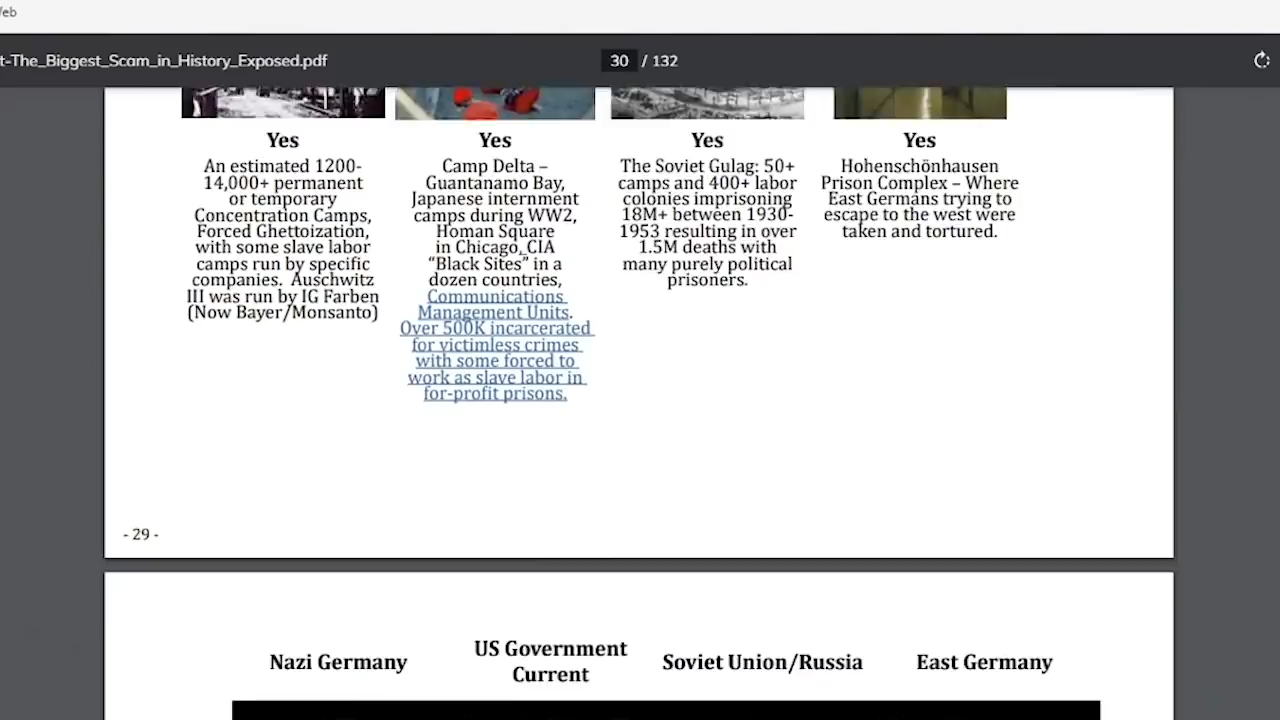 t-The_Biggest_Scam_in_History_Exposed.pdf
30 / 132
Yes
An estimated 1200-
14,000+ permanent
or temporary
Concentration Camps,
Forced Ghettoization,
with some slave labor
camps run by specific
companies. Auschwitz
III was run by IG Farben
(Now Bayer/Monsanto)
Yes
Camp Delta –
Guantanamo Bay,
Japanese internment
camps during WW2,
Homan Square
in Chicago, CIA
“Black Sites” in a
dozen countries,
Communications
Management Units.
Over 500K incarcerated
for victimless crimes
with some forced to
work as slave labor in
for-profit prisons.
Yes
The Soviet Gulag: 50+
camps and 400+ labor
colonies imprisoning
18M+ between 1930-
1953 resulting in over
1.5M deaths with
many purely political
prisoners.
Yes
Hohenschönhausen
Prison Complex – Where
East Germans trying to
escape to the west were
taken and tortured.
- 29 -
Nazi Germany
US Government
Current
Soviet Union/Russia
East Germany